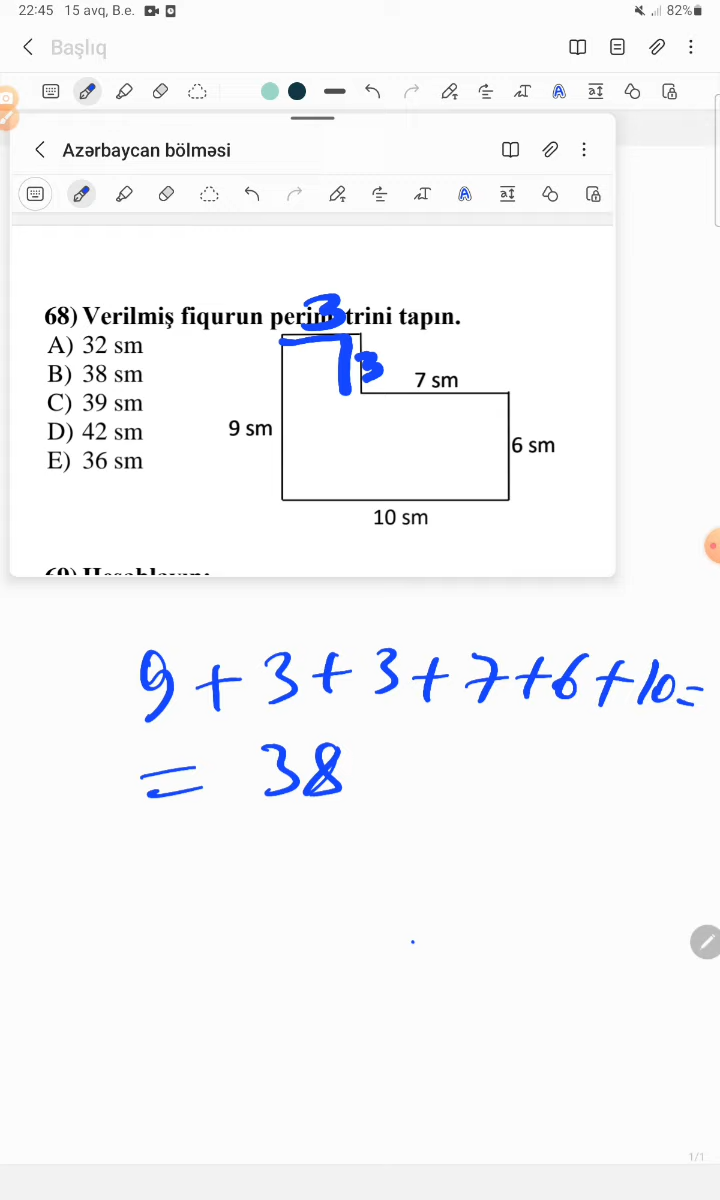 22:45 15 avq, B.e. 82%
Başlıq
Azərbaycan bölməsi
68) Verilmiş fiqurun perim trini tapın.
3
A) 32 sm
B) 38 sm
C) 39 sm
D) 42 sm
E) 36 sm
3
7 sm
9 sm
6 sm
10 sm
9+3+3+7+6+10=
= 38
1/1